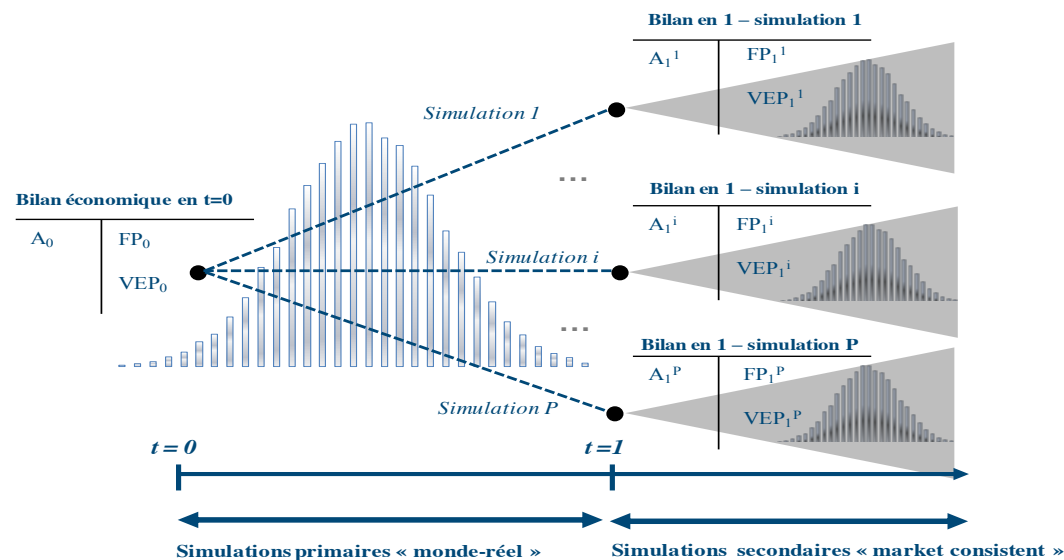 Bilan en 1 – simulation 1
A₁¹ FP₁¹
VEP₁¹
Simulation 1
...
Bilan économique en t=0
A₀ FP₀
VEP₀
Bilan en 1 – simulation i
A₁ⁱ FP₁ⁱ
VEP₁ⁱ
Simulation i
...
Bilan en 1 – simulation P
A₁ᴾ FP₁ᴾ
VEP₁ᴾ
Simulation P
t = 0 t=1
Simulations primaires « monde-réel » Simulations secondaires « market consistent »